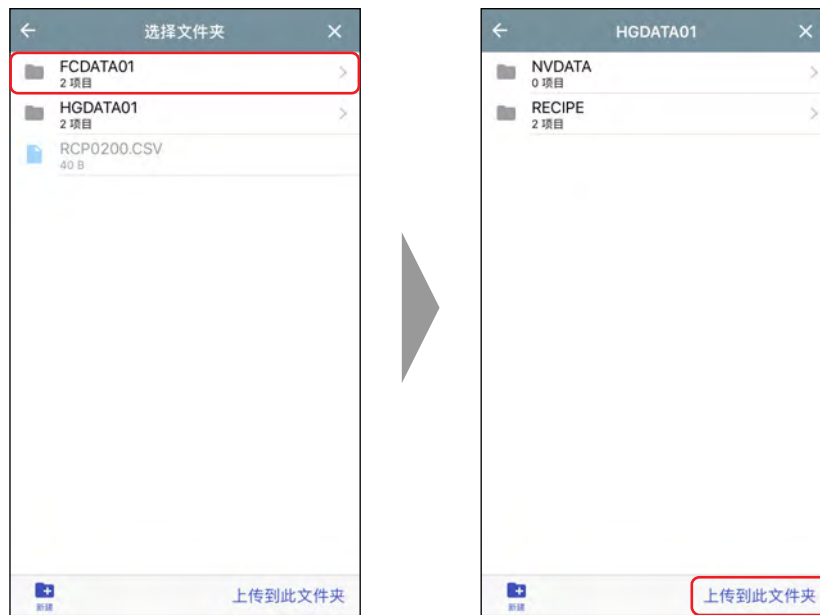 选择文件夹
FCDATA01
2 项目
HGDATA01
2 项目
RCP0200.CSV
40 B
新建
上传到此文件夹
HGDATA01
NVDATA
0 项目
RECIPE
2 项目
新建
上传到此文件夹